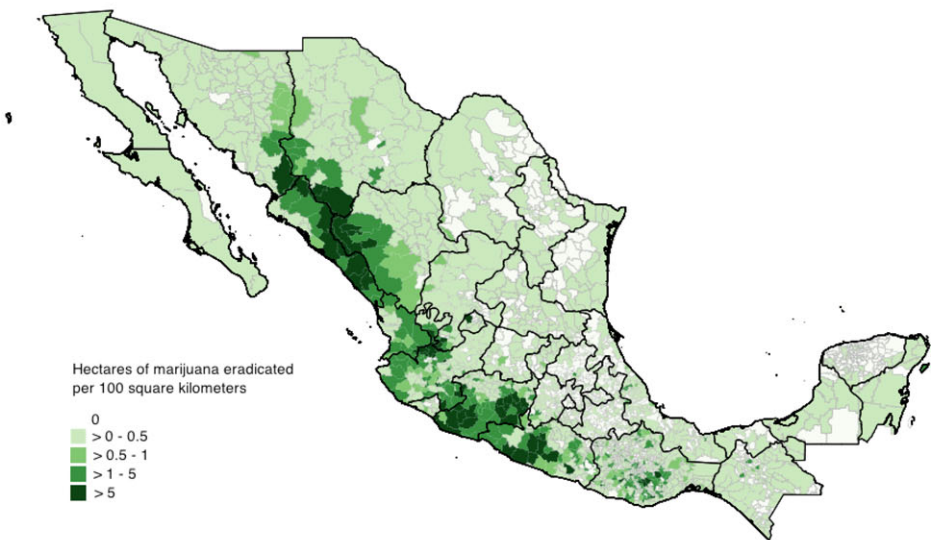 Hectares of marijuana eradicated
per 100 square kilometers
0
> 0 - 0.5
> 0.5 - 1
> 1 - 5
> 5